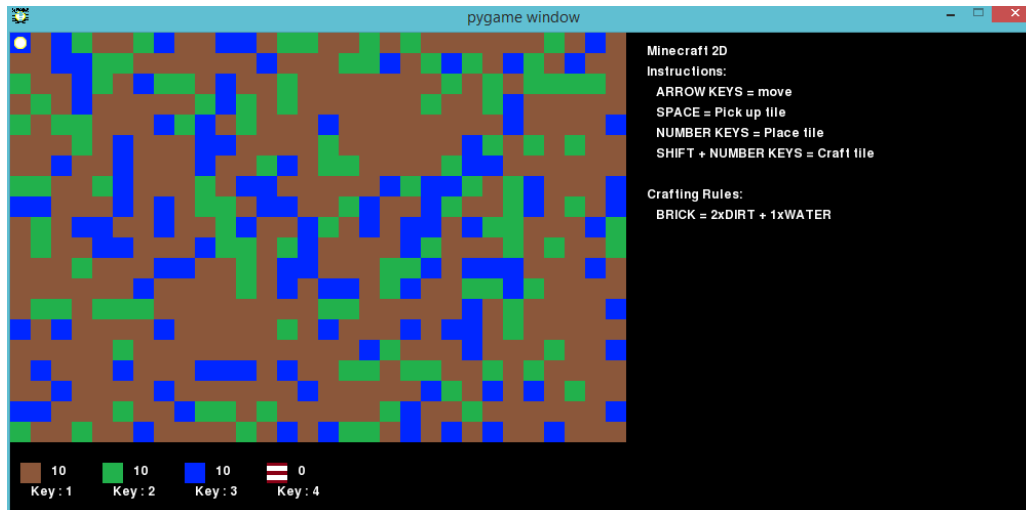 pygame window
Minecraft 2D
Instructions:
ARROW KEYS = move
SPACE = Pick up tile
NUMBER KEYS = Place tile
SHIFT + NUMBER KEYS = Craft tile
Crafting Rules:
BRICK = 2xDIRT + 1xWATER
10 10 10 0
Key : 1 Key : 2 Key : 3 Key : 4